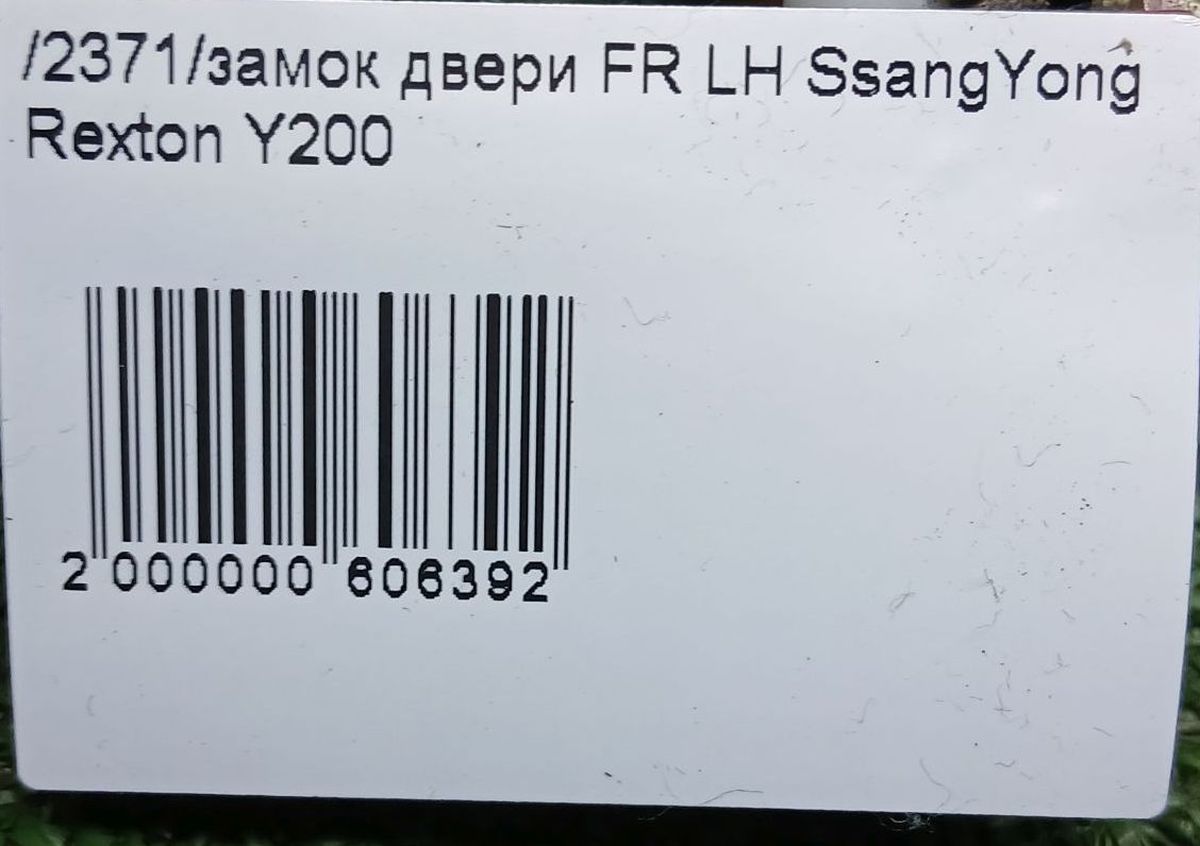 /2371/замок двери FR LH SsangYong
Rexton Y200
2 000000 606392